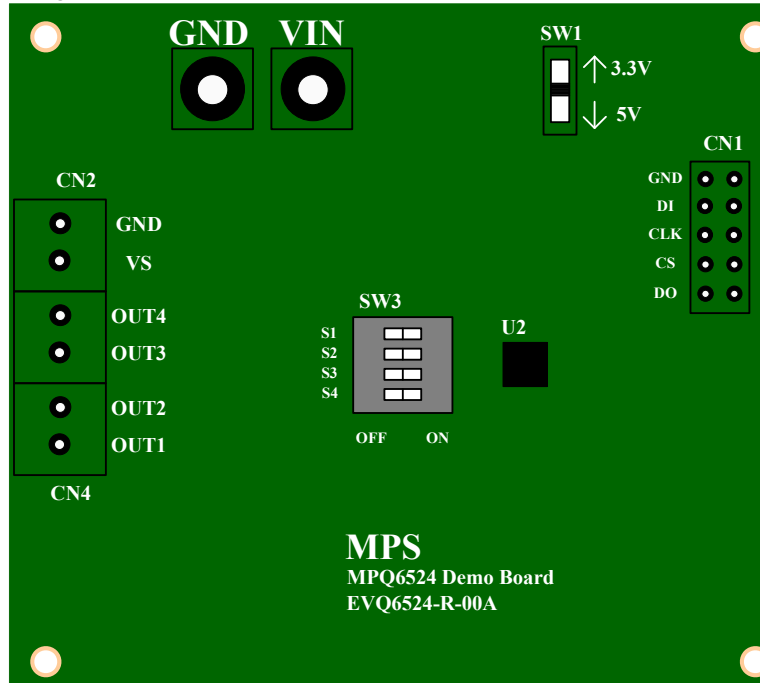 GND VIN
SW1
3.3V
5V
CN1
GND
DI
CLK
CS
DO
CN2
GND
VS
OUT4
OUT3
OUT2
OUT1
CN4
SW3
S1
S2
S3
S4
OFF ON
U2
MPS
MPQ6524 Demo Board
EVQ6524-R-00A